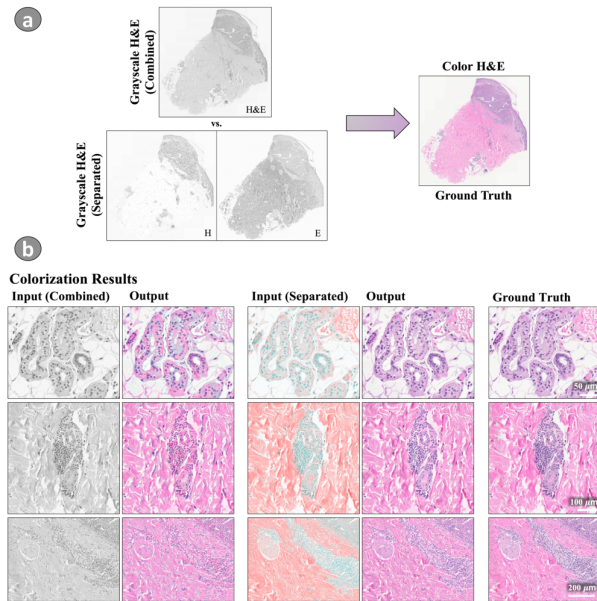 a
Grayscale H&E
(Combined)
H&E
vs.
Grayscale H&E
(Separated)
H
E
Color H&E
Ground Truth
b
Colorization Results
Input (Combined)
Output
Input (Separated)
Output
Ground Truth
50 µm
100 µm
200 µm